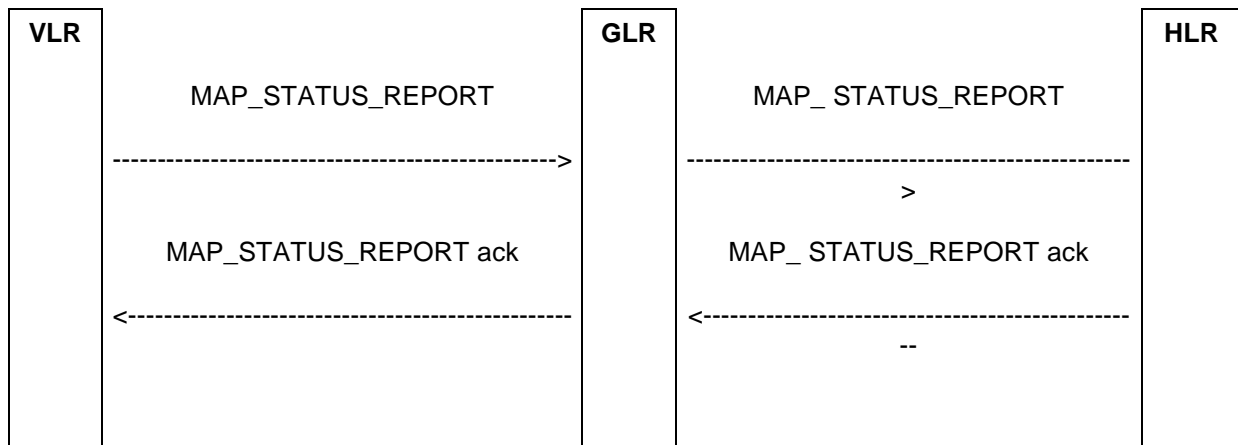 VLR GLR HLR
MAP_STATUS_REPORT MAP_ STATUS_REPORT
--------------------------------------------------> --------------------------------------------------
>
MAP_STATUS_REPORT ack MAP_ STATUS_REPORT ack
<-------------------------------------------------- <------------------------------------------------
--